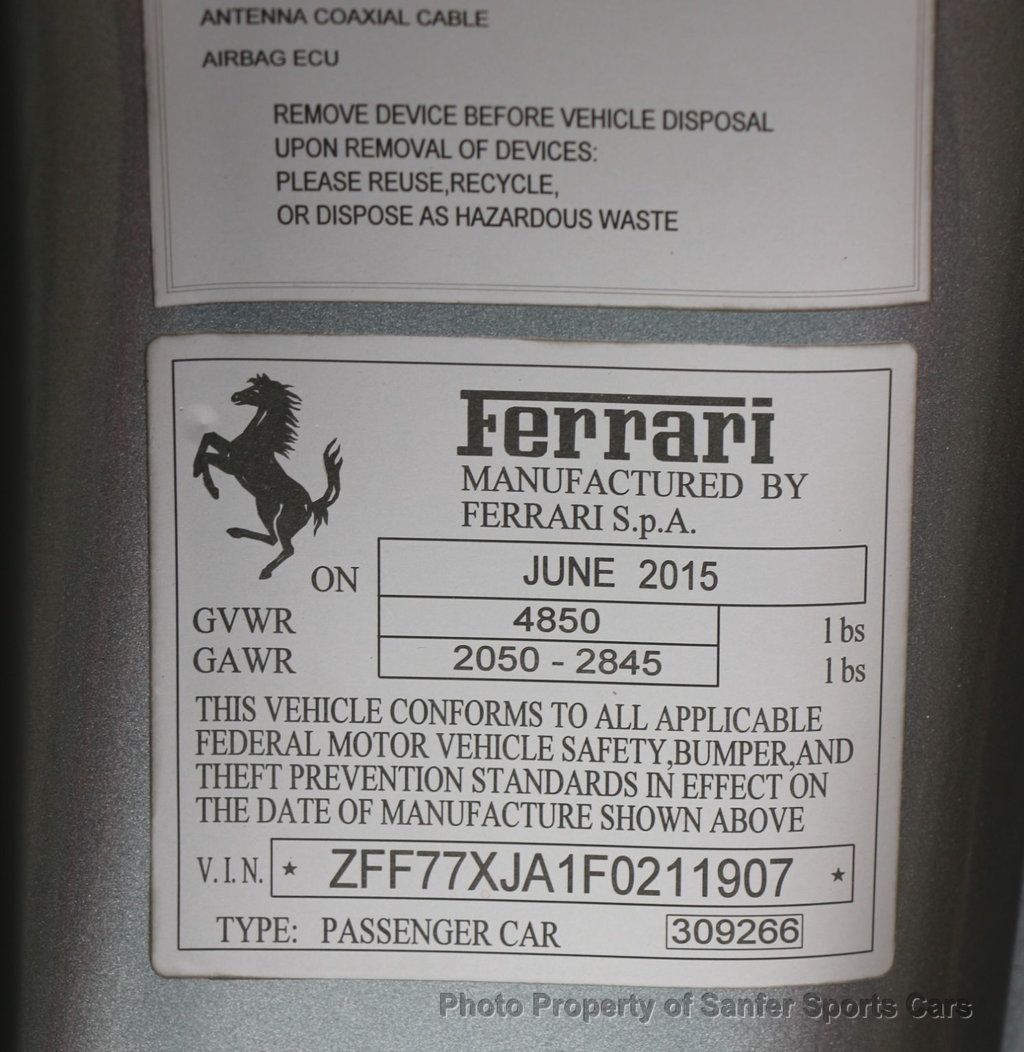 ANTENNA COAXIAL CABLE
AIRBAG ECU
REMOVE DEVICE BEFORE VEHICLE DISPOSAL
UPON REMOVAL OF DEVICES:
PLEASE REUSE,RECYCLE,
OR DISPOSE AS HAZARDOUS WASTE
Ferrari
MANUFACTURED BY
FERRARI S.p.A.
ON JUNE 2015
GVWR 4850 lbs
GAWR 2050 - 2845 lbs
THIS VEHICLE CONFORMS TO ALL APPLICABLE
FEDERAL MOTOR VEHICLE SAFETY,BUMPER,AND
THEFT PREVENTION STANDARDS IN EFFECT ON
THE DATE OF MANUFACTURE SHOWN ABOVE
V.I.N. ★ ZFF77XJA1F0211907 ★
TYPE: PASSENGER CAR 309266
Photo Property of Sanfer Sports Cars